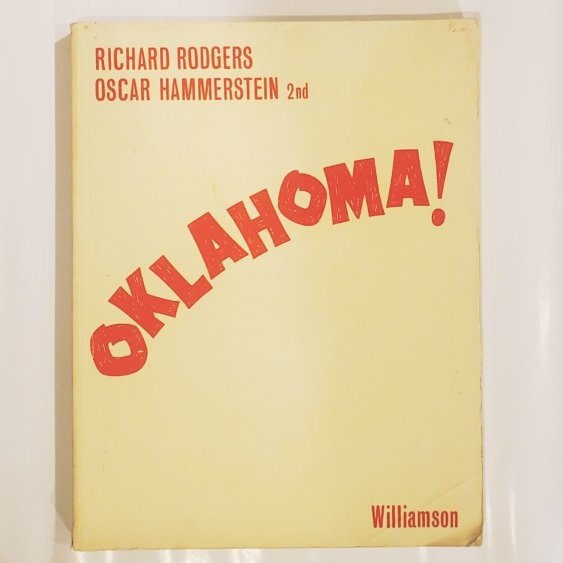 RICHARD RODGERS
OSCAR HAMMERSTEIN 2nd
OKLAHOMA!
Williamson